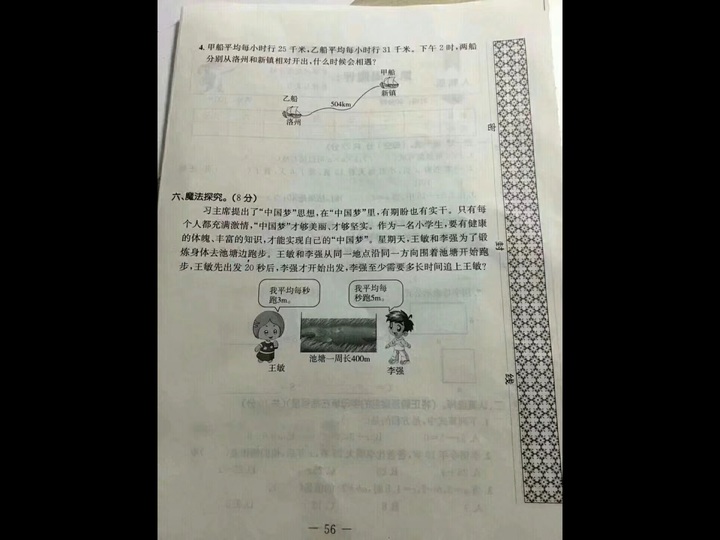 4. 甲船平均每小时行 25 千米,乙船平均每小时行 31 千米。下午 2 时,两船
分别从洛州和新镇相对开出,什么时候会相遇?
甲船
新镇
乙船
504km
洛州
密
六、魔法探究。(8 分)
习主席提出了“中国梦”思想,在“中国梦”里,有期盼也有实干。只有每
个人都充满激情,“中国梦”才够美丽、才够坚实。作为一名小学生,要有健康
的体魄、丰富的知识,才能实现自己的“中国梦”。星期天,王敏和李强为了锻
炼身体去池塘边跑步。王敏和李强从同一地点沿同一方向围着池塘开始跑
步,王敏先出发 20 秒后,李强才开始出发,李强至少需要多长时间追上王敏?
封
我平均每秒
跑3m。
我平均每
秒跑5m。
池塘一周长400m
王敏
李强
线
— 56 —